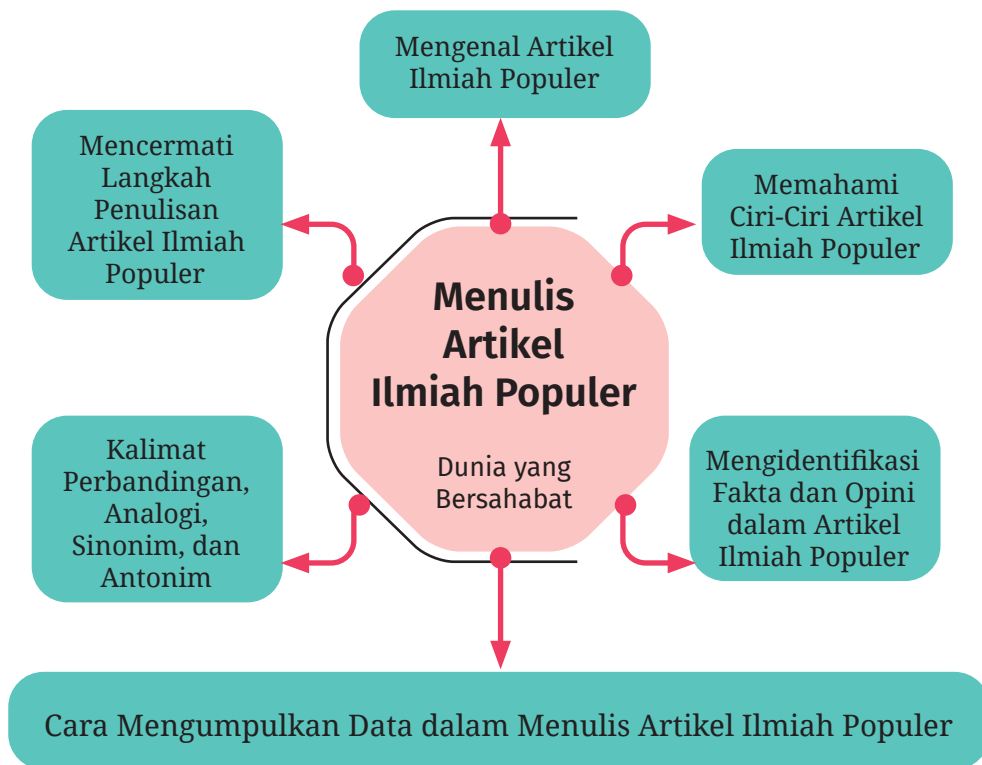 Mengenal Artikel
Ilmiah Populer
Mencermati
Langkah
Penulisan
Artikel Ilmiah
Populer
Memahami
Ciri-Ciri Artikel
Ilmiah Populer
Menulis
Artikel
Ilmiah Populer
Dunia yang
Bersahabat
Kalimat
Perbandingan,
Analogi,
Sinonim, dan
Antonim
Mengidentifikasi
Fakta dan Opini
dalam Artikel
Ilmiah Populer
Cara Mengumpulkan Data dalam Menulis Artikel Ilmiah Populer